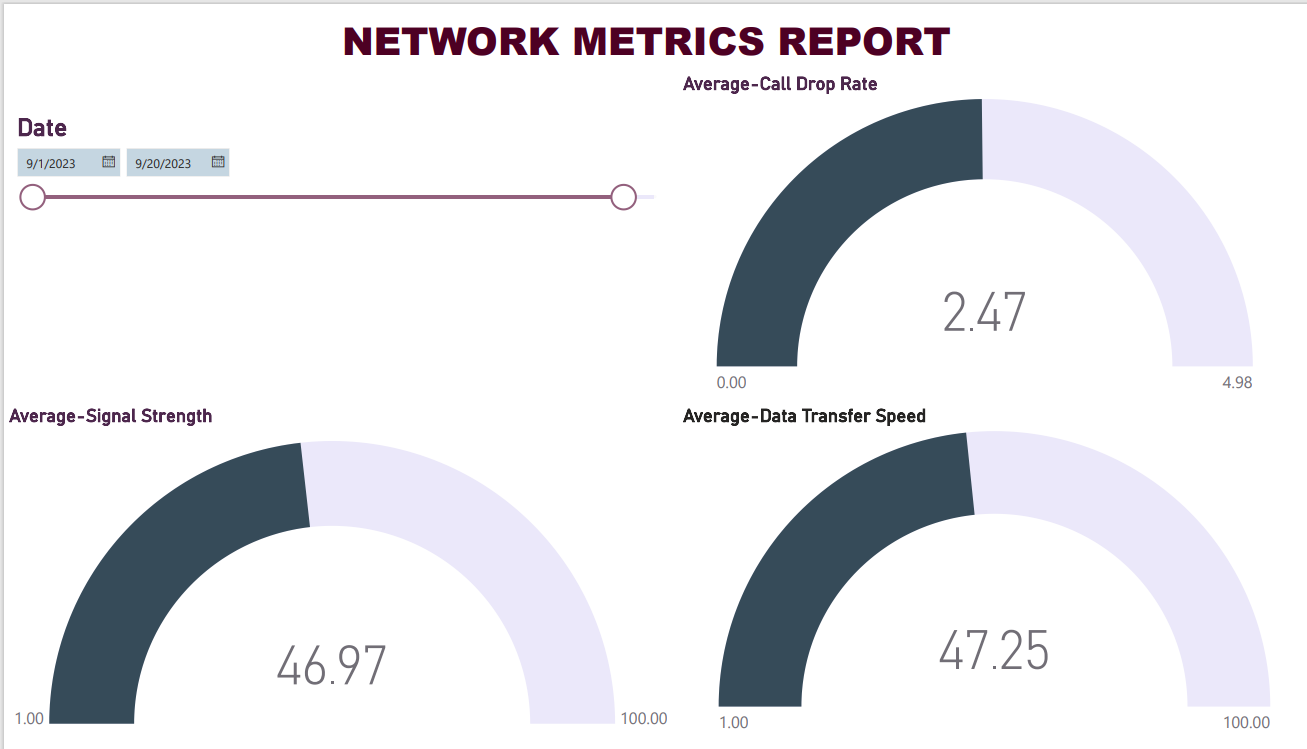 NETWORK METRICS REPORT
Date
9/1/2023
9/20/2023
Average-Call Drop Rate
2.47
0.00
4.98
Average-Signal Strength
46.97
1.00
100.00
Average-Data Transfer Speed
47.25
1.00
100.00